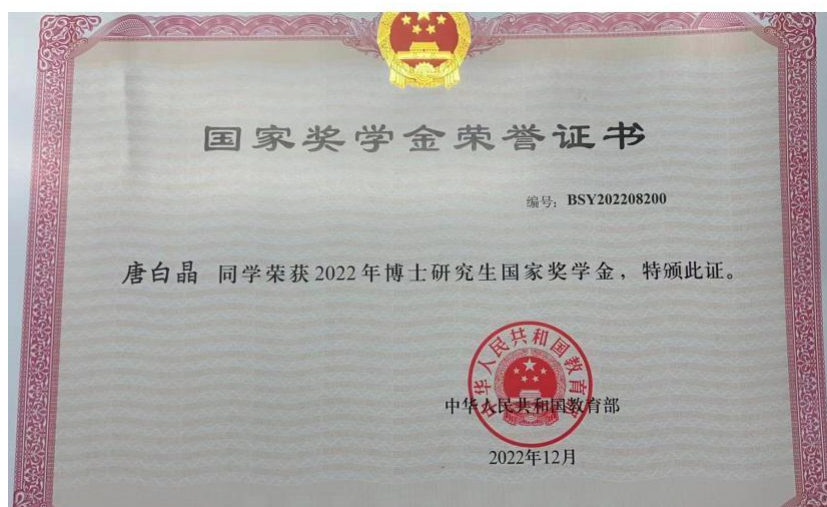 国家奖学金荣誉证书
编号: BSY202208200
唐白晶 同学荣获2022年博士研究生国家奖学金，特颁此证。
中华人民共和国教育部
中华人民共和国教育部
2022年12月